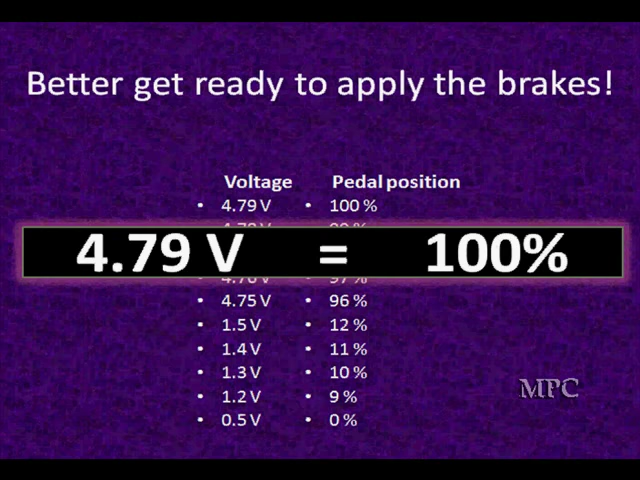 Better get ready to apply the brakes!
Voltage Pedal position
• 4.79 V • 100 %
4.79 V = 100%
• 4.75 V • 96 %
• 1.5 V • 12 %
• 1.4 V • 11 %
• 1.3 V • 10 %
• 1.2 V • 9 %
• 0.5 V • 0 %
MPC